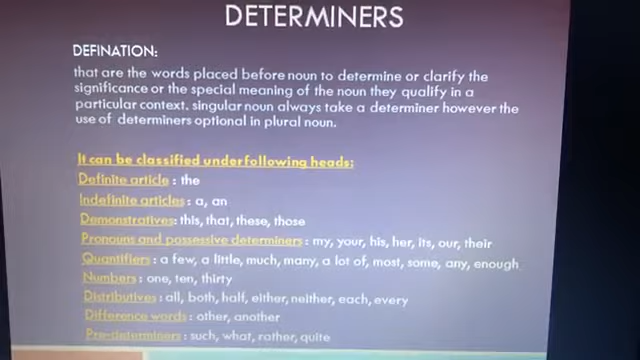 DETERMINERS
DEFINATION:
that are the words placed before noun to determine or clarify the
significance or the special meaning of the noun they qualify in a
particular context. singular noun always take a determiner however the
use of determiners optional in plural noun.
It can be classified under following heads:
Definite article : the
Indefinite articles : a, an
Demonstratives: this, that, these, those
Pronouns and possessive determiners : my, your, his, her, its, our, their
Quantifiers : a few, a little, much, many, a lot of, most, some, any, enough
Numbers : one, ten, thirty
Distributives : all, both, half, either, neither, each, every
Difference words : other, another
Pre-determiners : such, what, rather, quite